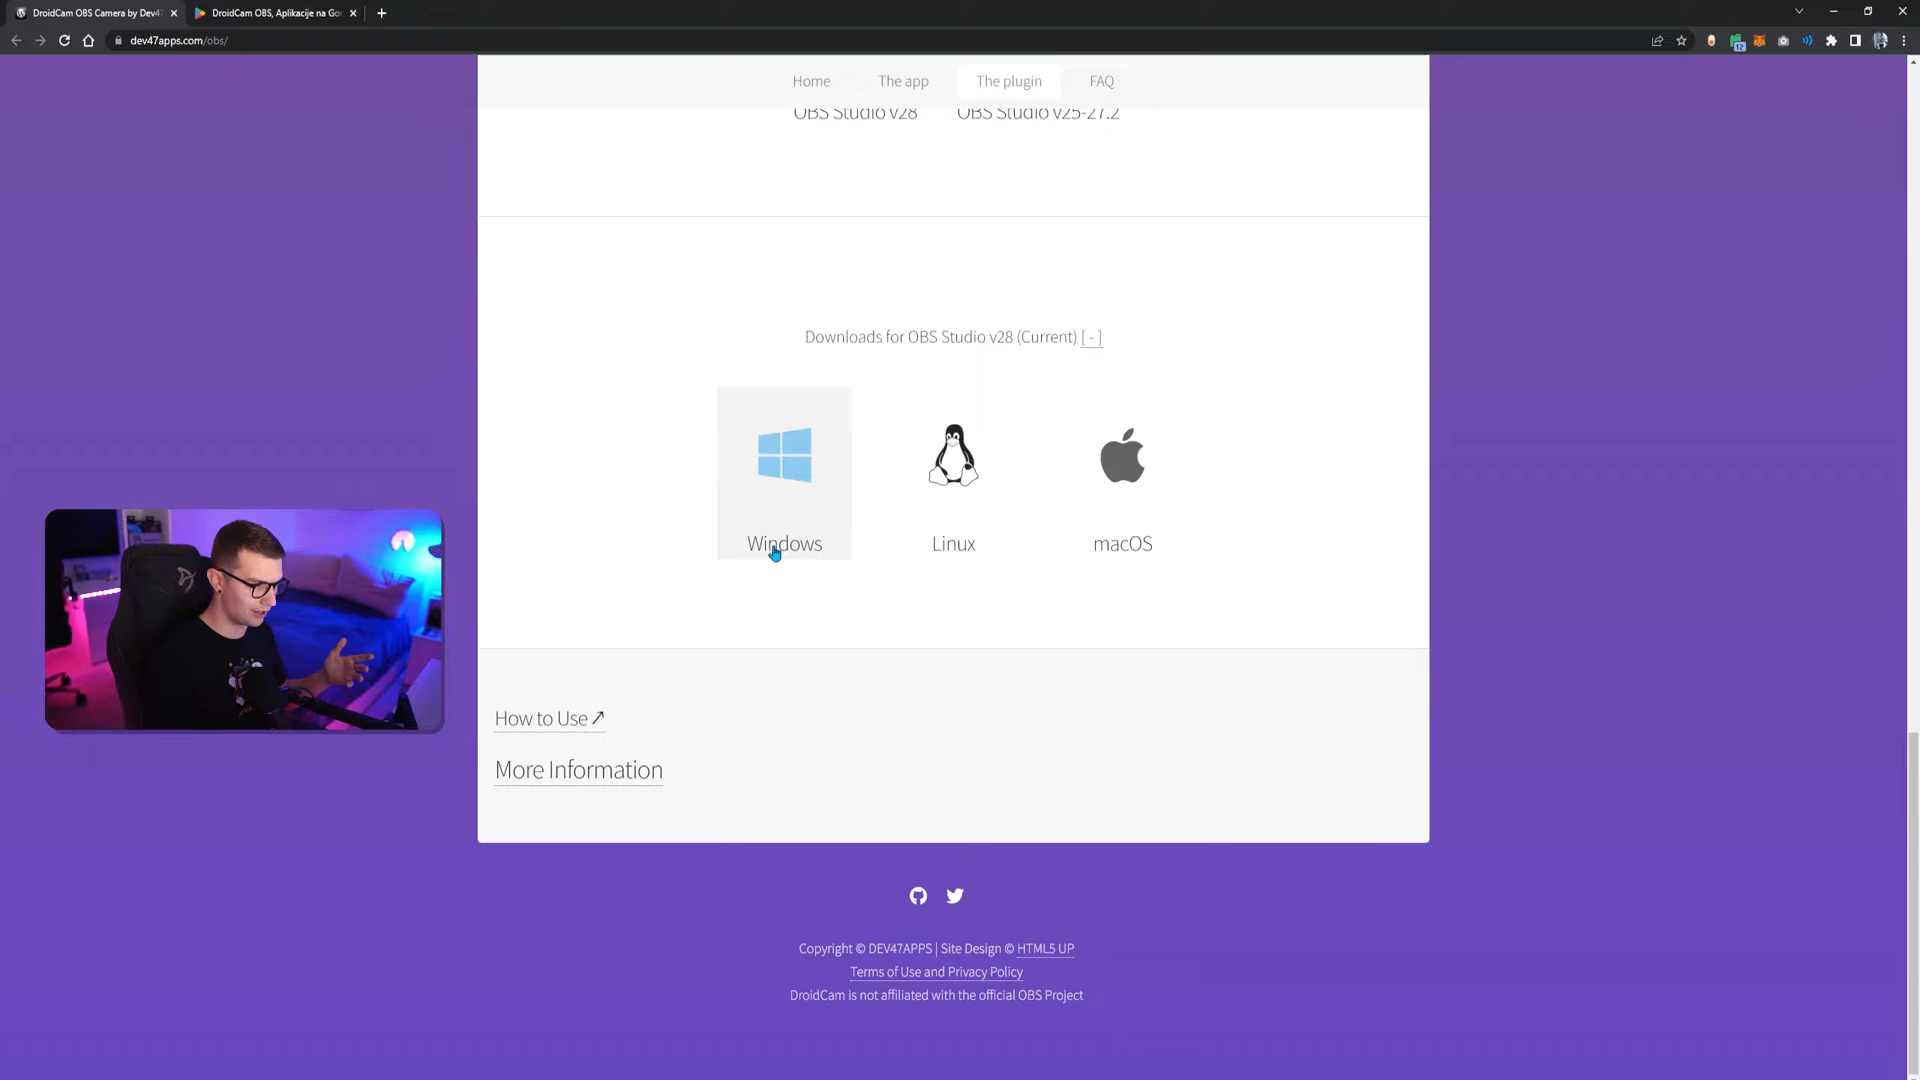 DroidCam OBS Camera by Dev47
DroidCam OBS, Aplikacije na Goo
dev47apps.com/obs/
12
Home
The app
The plugin
FAQ
OBS Studio v28
OBS Studio v25-27.2
Downloads for OBS Studio v28 (Current) [ - ]
Windows
Linux
macOS
How to Use ↗
More Information
Copyright © DEV47APPS | Site Design © HTML5 UP
Terms of Use and Privacy Policy
DroidCam is not affiliated with the official OBS Project